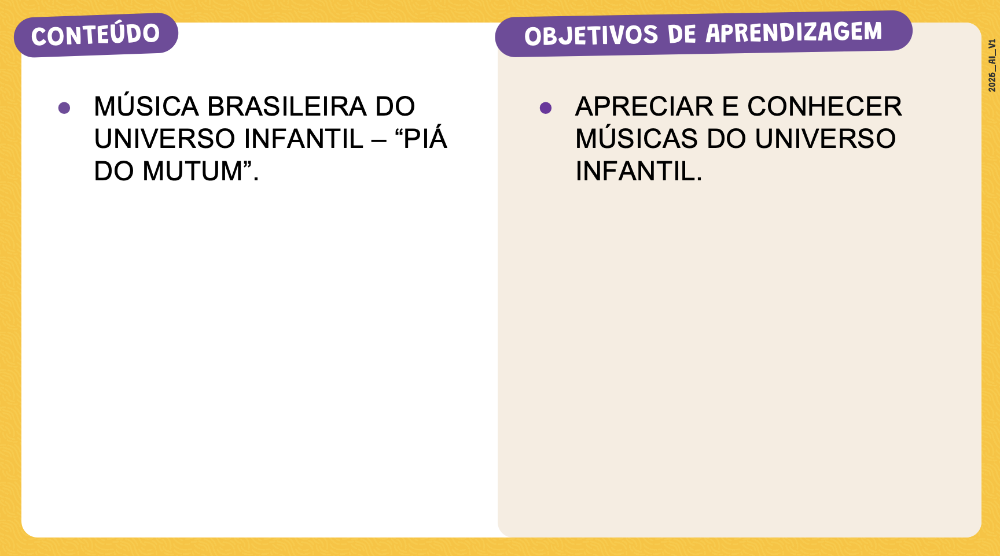 CONTEÚDO
MÚSICA BRASILEIRA DO
UNIVERSO INFANTIL – “PIÁ
DO MUTUM”.
OBJETIVOS DE APRENDIZAGEM
APRECIAR E CONHECER
MÚSICAS DO UNIVERSO
INFANTIL.
2026_AI_V1